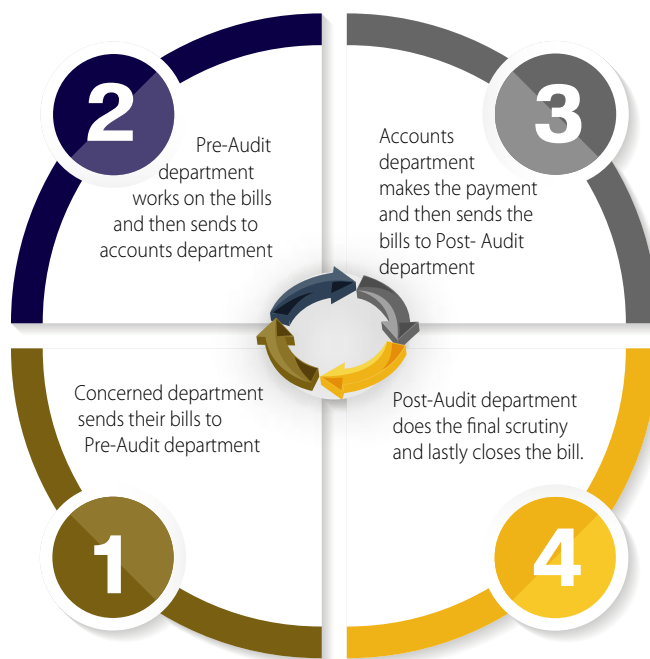 2
Pre-Audit
department
works on the bills
and then sends to
accounts department
3
Accounts
department
makes the payment
and then sends the
bills to Post- Audit
department
Concerned department
sends their bills to
Pre-Audit department
1
Post-Audit department
does the final scrutiny
and lastly closes the bill.
4